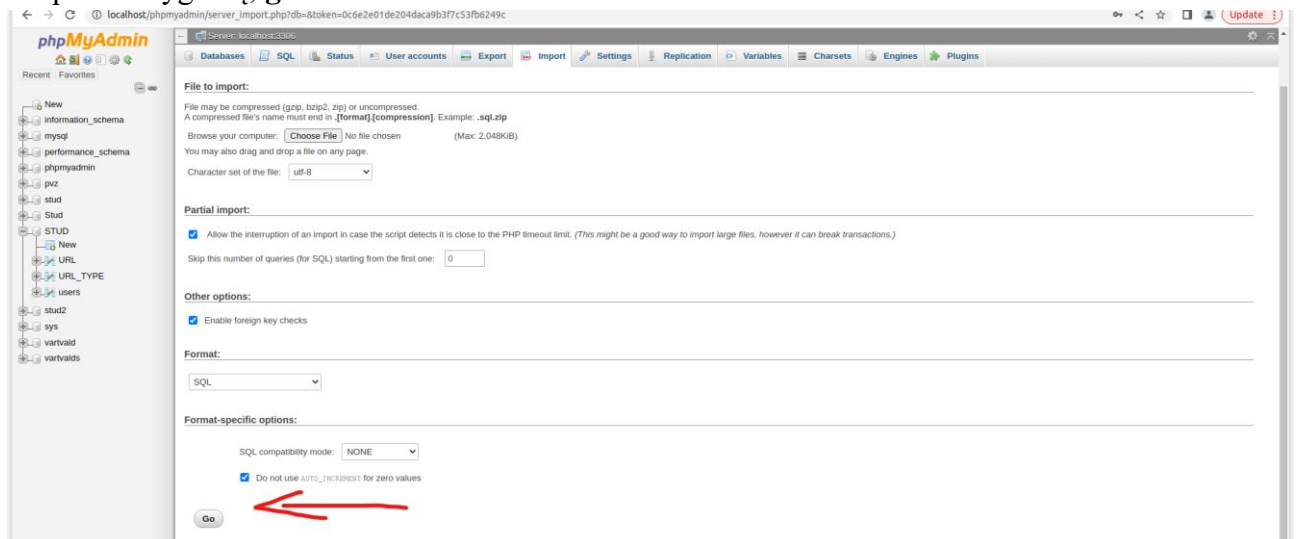 localhost/phpmyadmin/server_import.php?db=&token=0c6e2e01de204daca9b3f7c53fb6249c
Update
phpMyAdmin
Recent Favorites
New
information_schema
mysql
performance_schema
phpmyadmin
pvz
stud
Stud
STUD
New
URL
URL_TYPE
users
stud2
sys
vartvald
vartvalds
Server: localhost:3306
Databases SQL Status User accounts Export Import Settings Replication Variables Charsets Engines Plugins
File to import:
File may be compressed (gzip, bzip2, zip) or uncompressed.
A compressed file's name must end in .[format].[compression]. Example: .sql.zip
Browse your computer: Choose File No file chosen (Max: 2,048KiB)
You may also drag and drop a file on any page.
Character set of the file: utf-8
Partial import:
Allow the interruption of an import in case the script detects it is close to the PHP timeout limit. (This might be a good way to import large files, however it can break transactions.)
Skip this number of queries (for SQL) starting from the first one: 0
Other options:
Enable foreign key checks
Format:
SQL
Format-specific options:
SQL compatibility mode: NONE
Do not use AUTO_INCREMENT for zero values
Go